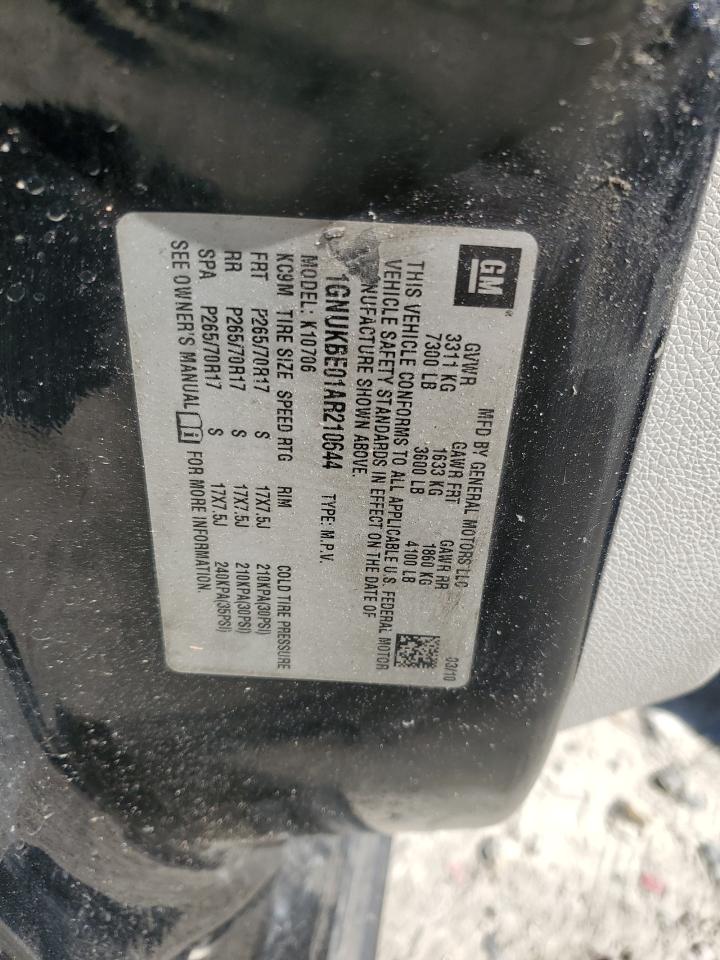 GM
MFD BY GENERAL MOTORS LLC 03/10
GVWR GAWR FRT GAWR RR
3311 KG 1633 KG 1860 KG
7300 LB 3600 LB 4100 LB
THIS VEHICLE CONFORMS TO ALL APPLICABLE U.S. FEDERAL MOTOR
VEHICLE SAFETY STANDARDS IN EFFECT ON THE DATE OF
NUFACTURE SHOWN ABOVE.
1GNUKBE01AR210644 TYPE: M.P.V.
MODEL: K10706
KC9M TIRE SIZE SPEED RTG RIM COLD TIRE PRESSURE
FRT P265/70R17 S 17X7.5J 210KPA(30PSI)
RR P265/70R17 S 17X7.5J 210KPA(30PSI)
SPA P265/70R17 S 17X7.5J 240KPA(35PSI)
SEE OWNER'S MANUAL FOR MORE INFORMATION.